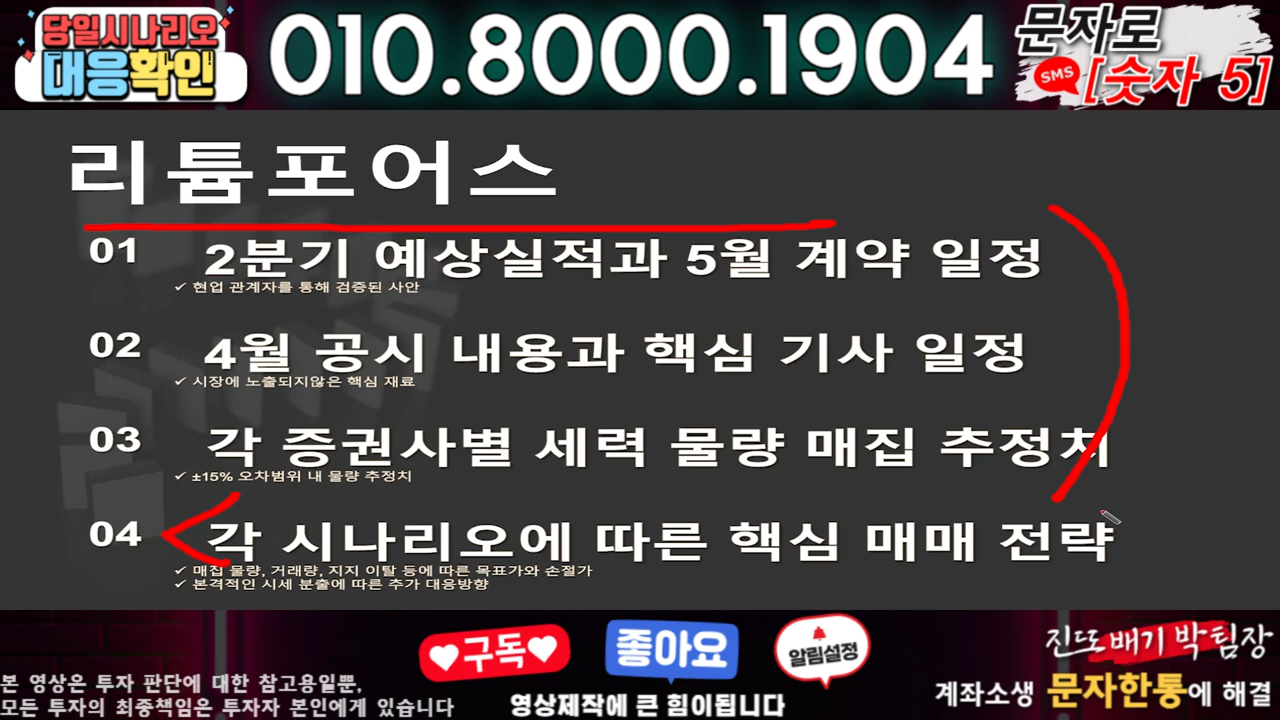 당일시나리오
대응확인
010.8000.1904
문자로
SMS [숫자 5]
리튬포어스
01 2분기 예상실적과 5월 계약 일정
✓ 현업 관계자를 통해 검증된 사안
02 4월 공시 내용과 핵심 기사 일정
✓ 시장에 노출되지않은 핵심 재료
03 각 증권사별 세력 물량 매집 추정치
✓ ±15% 오차범위 내 물량 추정치
04 각 시나리오에 따른 핵심 매매 전략
✓ 매집 물량, 거래량, 지지 이탈 등에 따른 목표가와 손절가
✓ 본격적인 시세 분출에 따른 추가 대응방향
구독
좋아요
알림설정
영상제작에 큰 힘이됩니다
본 영상은 투자 판단에 대한 참고용일뿐,
모든 투자의 최종책임은 투자자 본인에게 있습니다
진또배기 박팀장
계좌소생 문자한통에 해결